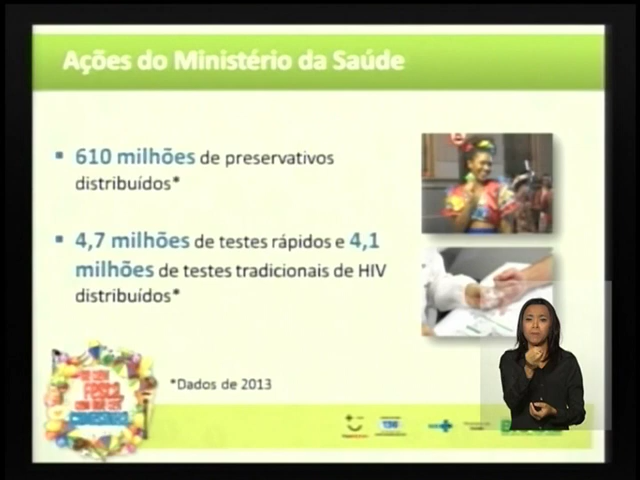 Ações do Ministério da Saúde
▪ 610 milhões de preservativos
distribuídos*
▪ 4,7 milhões de testes rápidos e 4,1
milhões de testes tradicionais de HIV
distribuídos*
*Dados de 2013
136